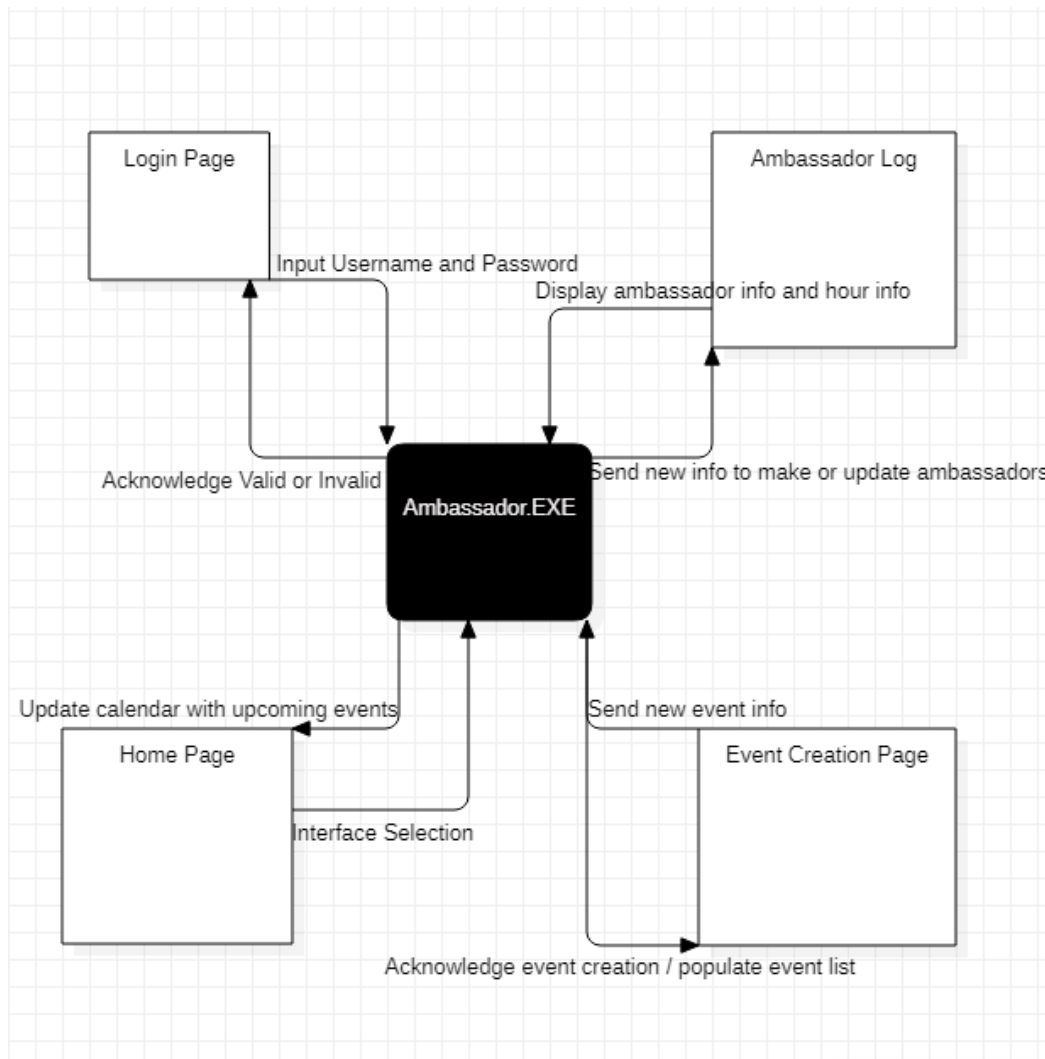 Login Page
Ambassador Log
Input Username and Password
Display ambassador info and hour info
Acknowledge Valid or Invalid
Send new info to make or update ambassadors
Ambassador.EXE
Update calendar with upcoming events
Send new event info
Home Page
Event Creation Page
Interface Selection
Acknowledge event creation / populate event list